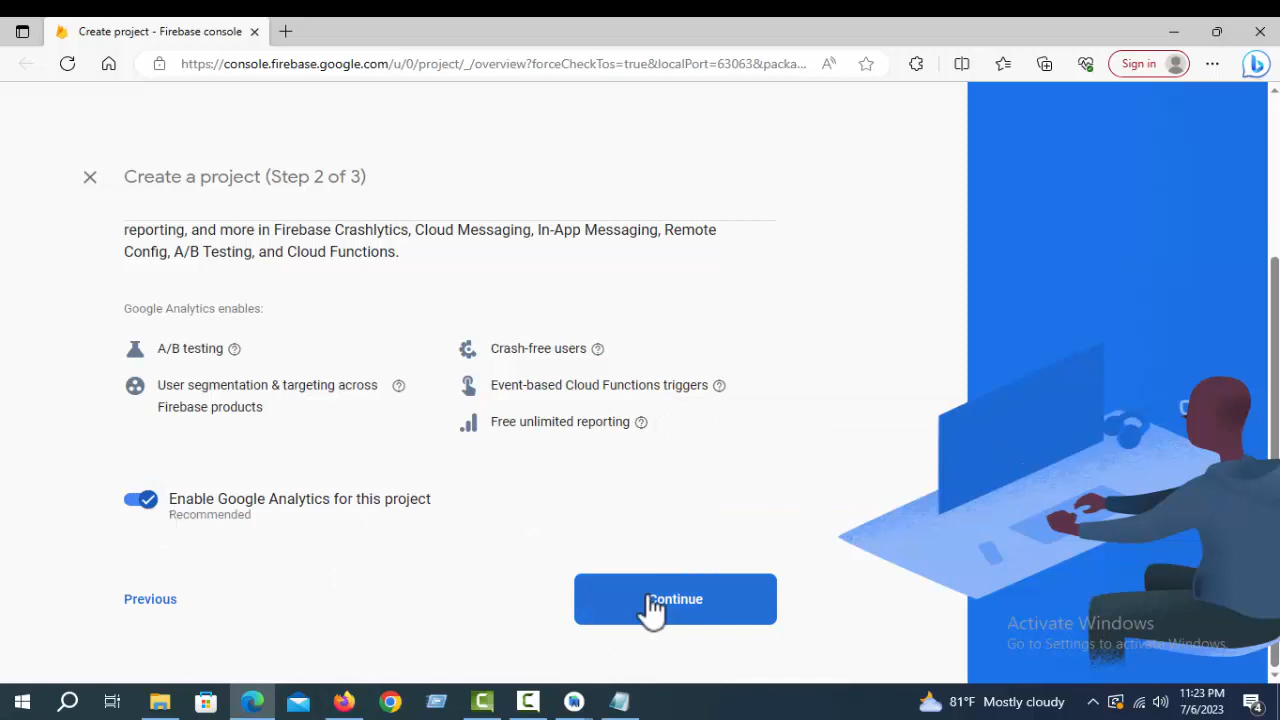 Create project - Firebase console
https://console.firebase.google.com/u/0/project/_/overview?forceCheckTos=true&localPort=63063&packa...
Sign in
Create a project (Step 2 of 3)
reporting, and more in Firebase Crashlytics, Cloud Messaging, In-App Messaging, Remote
Config, A/B Testing, and Cloud Functions.
Google Analytics enables:
A/B testing
Crash-free users
User segmentation & targeting across
Firebase products
Event-based Cloud Functions triggers
Free unlimited reporting
Enable Google Analytics for this project
Recommended
Previous
Continue
Activate Windows
Go to Settings to activate Windows.
81°F Mostly cloudy
11:23 PM
7/6/2023
4